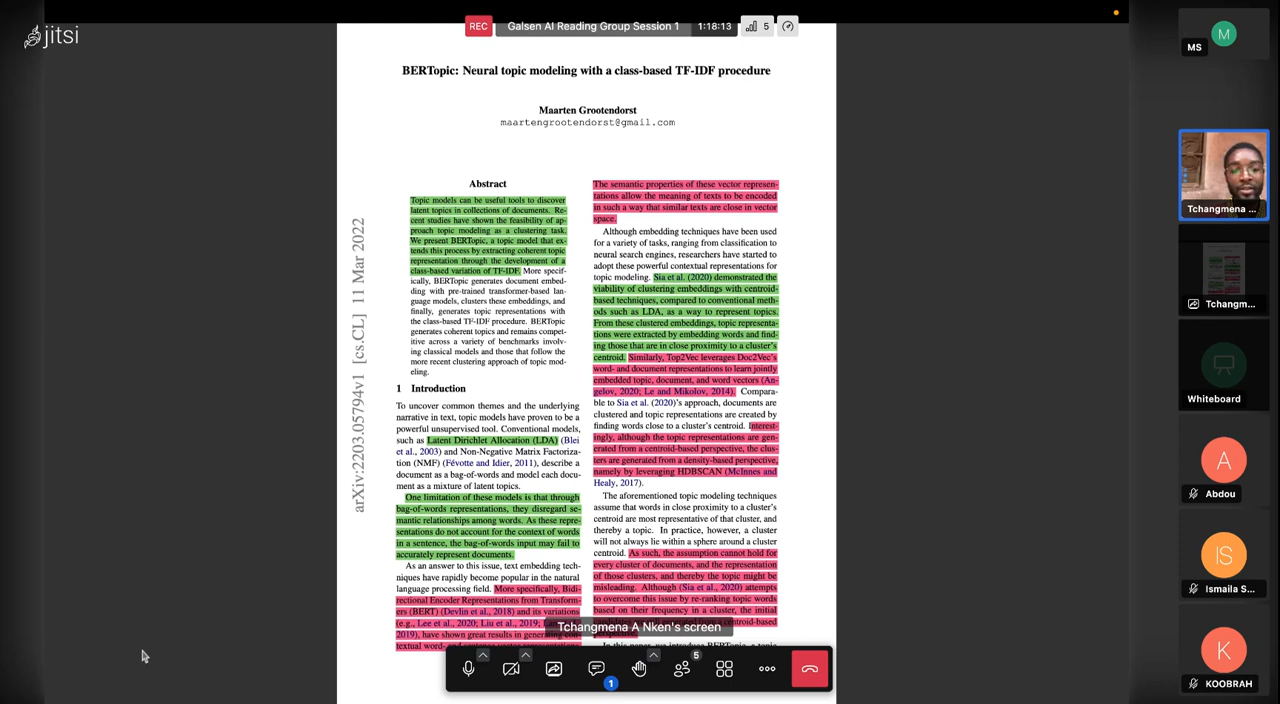 jitsi
REC
Galsen AI Reading Group Session 1
1:18:13
5
BERTopic: Neural topic modeling with a class-based TF-IDF procedure
Maarten Grootendorst
maartengrootendorst@gmail.com
arXiv:2203.05794v1 [cs.CL] 11 Mar 2022
Abstract
Topic models can be useful tools to discover
latent topics in collections of documents. Re-
cent studies have shown the feasibility of ap-
proach topic modeling as a clustering task.
We present BERTopic, a topic model that ex-
tends this process by extracting coherent topic
representation through the development of a
class-based variation of TF-IDF. More specif-
ically, BERTopic generates document embed-
ding with pre-trained transformer-based lan-
guage models, clusters these embeddings, and
finally, generates topic representations with
the class-based TF-IDF procedure. BERTopic
generates coherent topics and remains compet-
itive across a variety of benchmarks involv-
ing classical models and those that follow the
more recent clustering approach of topic mod-
eling.
1 Introduction
To uncover common themes and the underlying
narrative in text, topic models have proven to be a
powerful unsupervised tool. Conventional models,
such as Latent Dirichlet Allocation (LDA) (Blei
et al., 2003) and Non-Negative Matrix Factoriza-
tion (NMF) (Févotte and Idier, 2011), describe a
document as a bag-of-words and model each docu-
ment as a mixture of latent topics.
One limitation of these models is that through
bag-of-words representations, they disregard se-
mantic relationships among words. As these repre-
sentations do not account for the context of words
in a sentence, the bag-of-words input may fail to
accurately represent documents.
As an answer to this issue, text embedding tech-
niques have rapidly become popular in the natural
language processing field. More specifically, Bidi-
rectional Encoder Representations from Transform-
ers (BERT) (Devlin et al., 2018) and its variations
(e.g., Lee et al., 2020; Liu et al., 2019;
2019), have shown great results in generating con-
textual word- and sentence vector representations.
The semantic properties of these vector represen-
tations allow the meaning of texts to be encoded
in such a way that similar texts are close in vector
space.
Although embedding techniques have been used
for a variety of tasks, ranging from classification to
neural search engines, researchers have started to
adopt these powerful contextual representations for
topic modeling. Sia et al. (2020) demonstrated the
viability of clustering embeddings with centroid-
based techniques, compared to conventional meth-
ods such as LDA, as a way to represent topics.
From these clustered embeddings, topic representa-
tions were extracted by embedding words and find-
ing those that are in close proximity to a cluster's
centroid. Similarly, Top2Vec leverages Doc2Vec's
word- and document representations to learn jointly
embedded topic, document, and word vectors (An-
gelov, 2020; Le and Mikolov, 2014). Compara-
ble to Sia et al. (2020)'s approach, documents are
clustered and topic representations are created by
finding words close to a cluster's centroid. Interest-
ingly, although the topic representations are gen-
erated from a centroid-based perspective, the clus-
ters are generated from a density-based perspective,
namely by leveraging HDBSCAN (McInnes and
Healy, 2017).
The aforementioned topic modeling techniques
assume that words in close proximity to a cluster's
centroid are most representative of that cluster, and
thereby a topic. In practice, however, a cluster
will not always lie within a sphere around a cluster
centroid. As such, the assumption cannot hold for
every cluster of documents, and the representation
of those clusters, and thereby the topic might be
misleading. Although (Sia et al., 2020) attempts
to overcome this issue by re-ranking topic words
based on their frequency in a cluster, the initial
centroid-based
In this paper, we introduce BERTopic, a topic
Tchangmena A Nken's screen
1
5
M
MS
Tchangmena ...
Tchangm...
Whiteboard
A
Abdou
IS
Ismaila S...
K
KOOBRAH